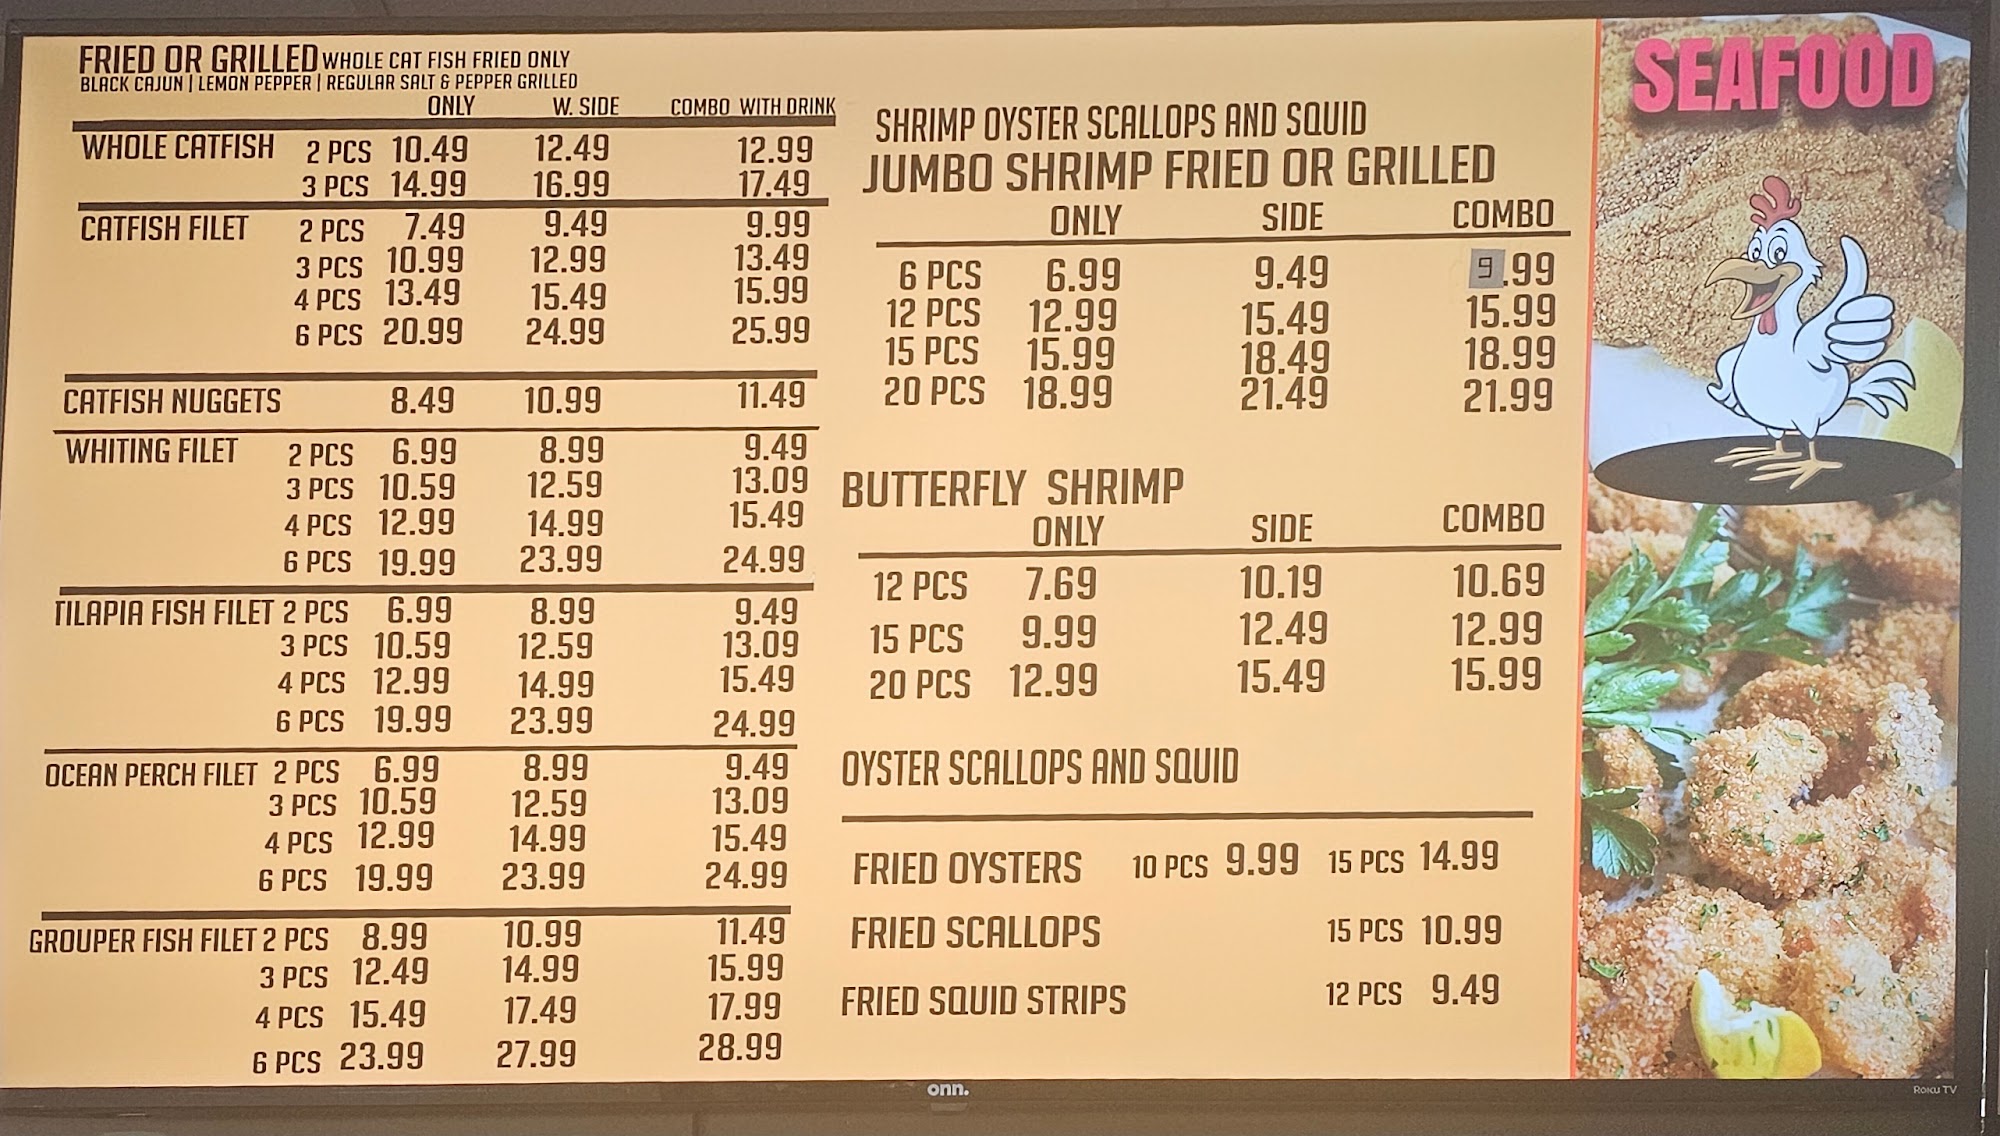 FRIED OR GRILLED WHOLE CAT FISH FRIED ONLY
BLACK CAJUN | LEMON PEPPER | REGULAR SALT & PEPPER GRILLED
ONLY W. SIDE COMBO WITH DRINK
WHOLE CATFISH 2 PCS 10.49 12.49 12.99
3 PCS 14.99 16.99 17.49
CATFISH FILET 2 PCS 7.49 9.49 9.99
3 PCS 10.99 12.99 13.49
4 PCS 13.49 15.49 15.99
6 PCS 20.99 24.99 25.99
CATFISH NUGGETS 8.49 10.99 11.49
WHITING FILET 2 PCS 6.99 8.99 9.49
3 PCS 10.59 12.59 13.09
4 PCS 12.99 14.99 15.49
6 PCS 19.99 23.99 24.99
TILAPIA FISH FILET 2 PCS 6.99 8.99 9.49
3 PCS 10.59 12.59 13.09
4 PCS 12.99 14.99 15.49
6 PCS 19.99 23.99 24.99
OCEAN PERCH FILET 2 PCS 6.99 8.99 9.49
3 PCS 10.59 12.59 13.09
4 PCS 12.99 14.99 15.49
6 PCS 19.99 23.99 24.99
GROUPER FISH FILET 2 PCS 8.99 10.99 11.49
3 PCS 12.49 14.99 15.99
4 PCS 15.49 17.49 17.99
6 PCS 23.99 27.99 28.99
SHRIMP OYSTER SCALLOPS AND SQUID
JUMBO SHRIMP FRIED OR GRILLED
ONLY SIDE COMBO
6 PCS 6.99 9.49 9.99
12 PCS 12.99 15.49 15.99
15 PCS 15.99 18.49 18.99
20 PCS 18.99 21.49 21.99
BUTTERFLY SHRIMP
ONLY SIDE COMBO
12 PCS 7.69 10.19 10.69
15 PCS 9.99 12.49 12.99
20 PCS 12.99 15.49 15.99
OYSTER SCALLOPS AND SQUID
FRIED OYSTERS 10 PCS 9.99 15 PCS 14.99
FRIED SCALLOPS 15 PCS 10.99
FRIED SQUID STRIPS 12 PCS 9.49
SEAFOOD
onn.
Roku TV